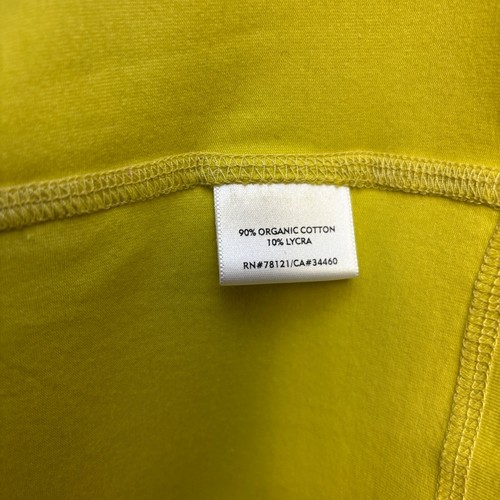 90% ORGANIC COTTON
10% LYCRA
RN#78121/CA#34460